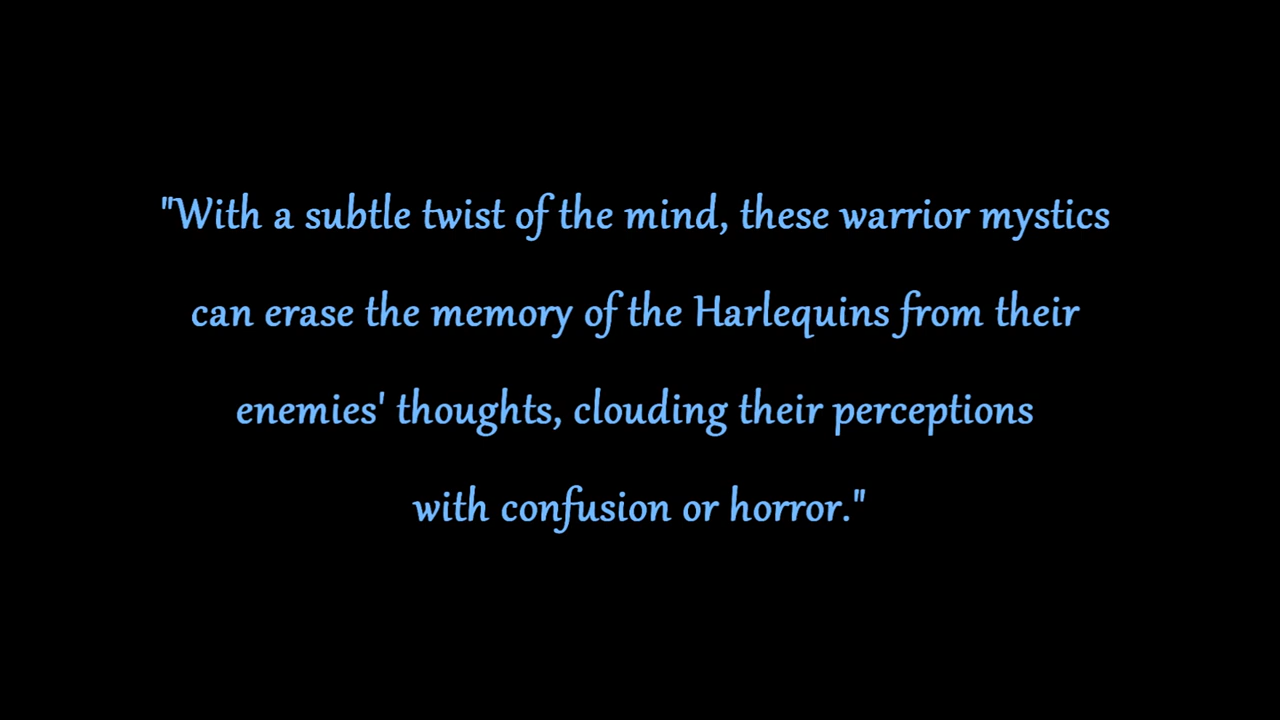 "With a subtle twist of the mind, these warrior mystics
can erase the memory of the Harlequins from their
enemies' thoughts, clouding their perceptions
with confusion or horror."